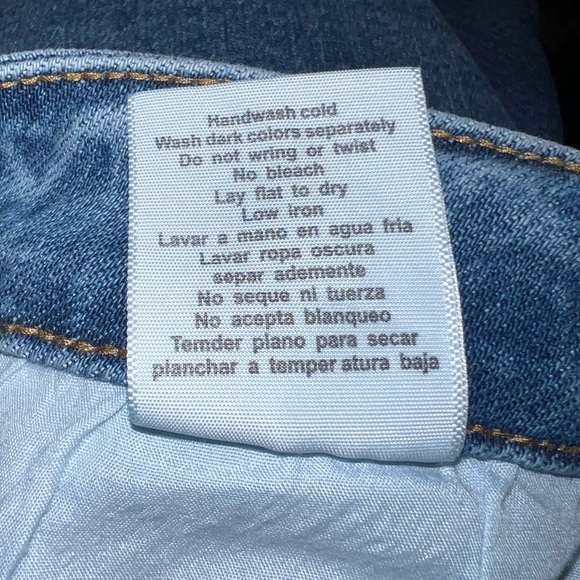 Handwash cold
Wash dark colors separately
Do not wring or twist
No bleach
Lay flat to dry
Low iron
Lavar a mano en agua fria
Lavar ropa oscura
separ ademente
No seque ni tuerza
No acepta blanqueo
Temder plano para secar
planchar a temper atura baja